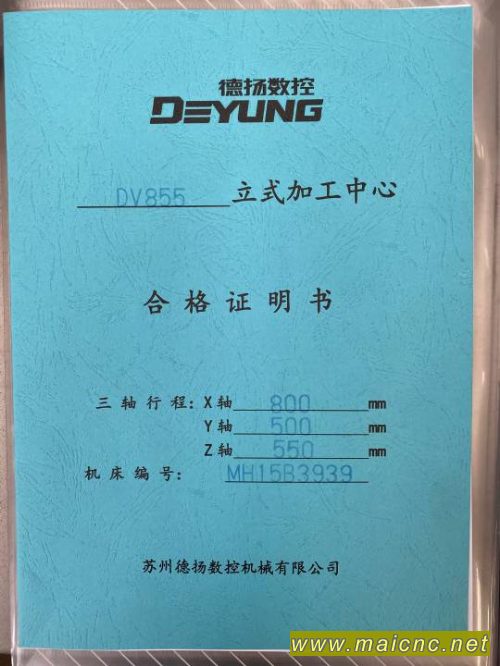 德扬数控
DEYUNG
DV855 立式加工中心
合格证明书
三轴行程: X轴 800 mm
Y轴 500 mm
Z轴 550 mm
机床编号: MH15B3939
苏州德扬数控机械有限公司
www.maicnc.net